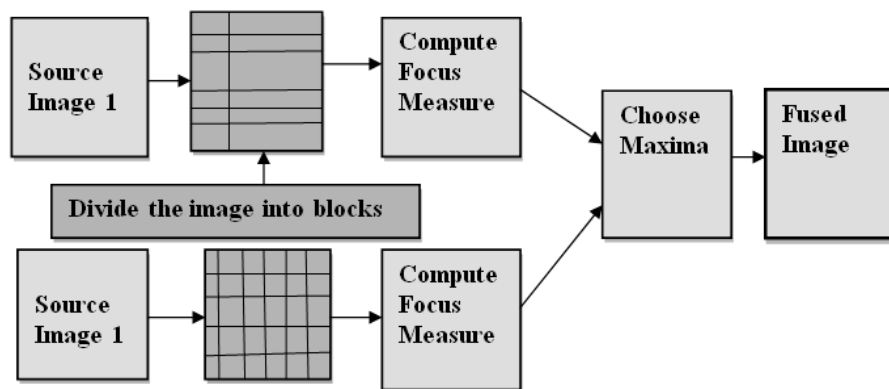 Source
Image 1
Compute
Focus
Measure
Choose
Maxima
Fused
Image
Divide the image into blocks
Source
Image 1
Compute
Focus
Measure